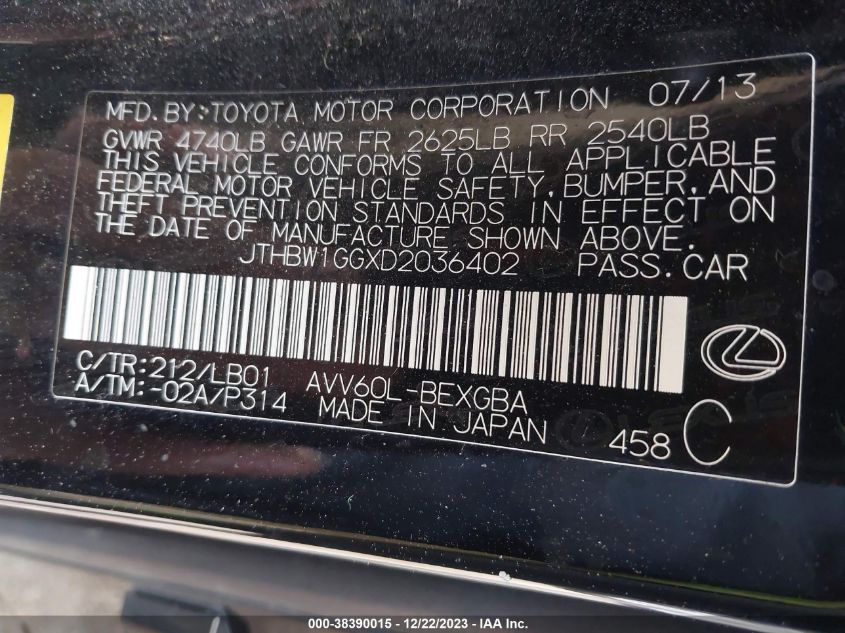 MFD. BY:TOYOTA MOTOR CORPORATION 07/13
GVWR 4740LB GAWR FR 2625LB RR 2540LB
THIS VEHICLE CONFORMS TO ALL APPLICABLE
FEDERAL MOTOR VEHICLE SAFETY, BUMPER, AND
THEFT PREVENTION STANDARDS IN EFFECT ON
THE DATE OF MANUFACTURE SHOWN ABOVE.
JTHBW1GGXD2036402 PASS. CAR
C/TR:212/LB01 AVV60L-BEXGBA
A/TM:-02A/P314 MADE IN JAPAN
458 C
000-38390015 - 12/22/2023 - IAA Inc.